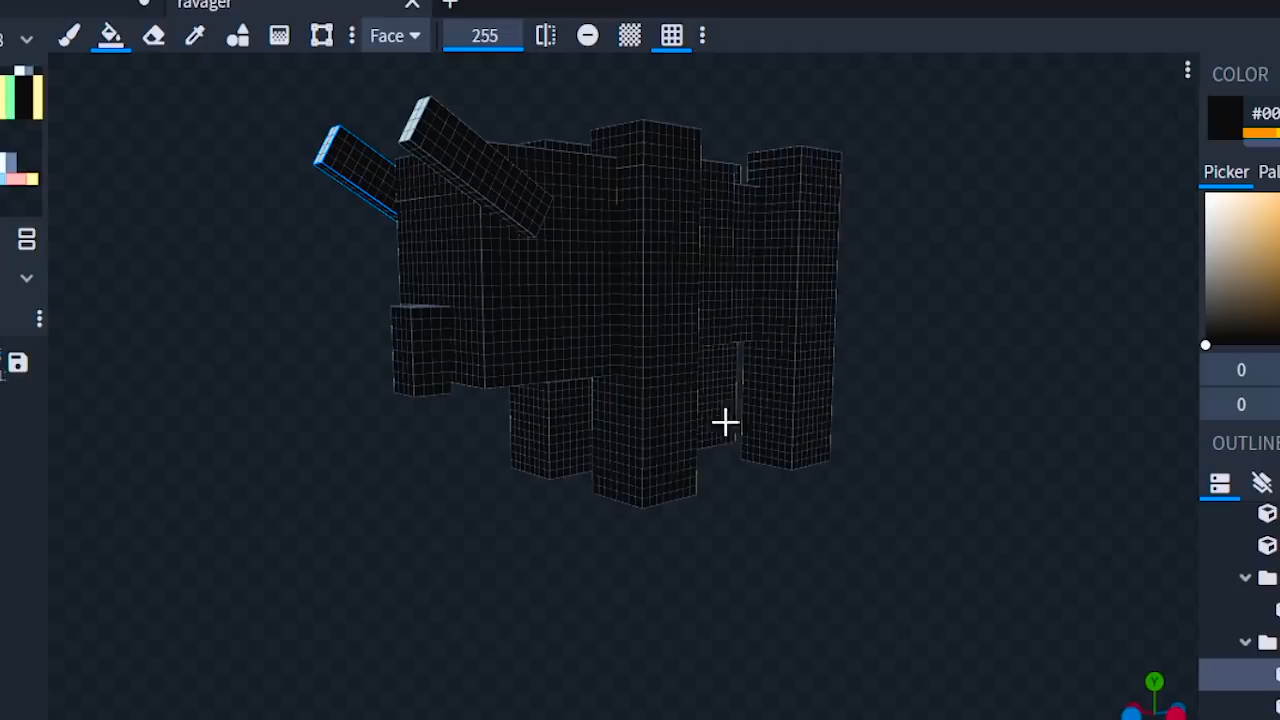 ravager
Face
255
COLOR
#00
Picker Pal
0
0
OUTLINE
Y